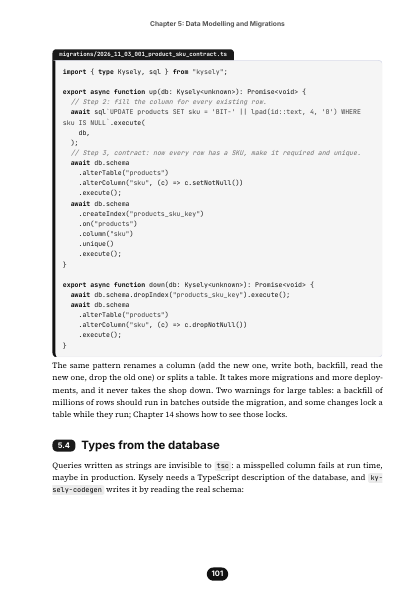 Chapter 5: Data Modelling and Migrations
migrations/2026_11_03_001_product_sku_contract.ts
import { type Kysely, sql } from "kysely";
export async function up(db: Kysely<unknown>): Promise<void> {
// Step 2: fill the column for every existing row.
await sql`UPDATE products SET sku = 'BIT-' || lpad(id::text, 4, '0') WHERE
sku IS NULL`.execute(
db,
);
// Step 3, contract: now every row has a SKU, make it required and unique.
await db.schema
.alterTable("products")
.alterColumn("sku", (c) => c.setNotNull())
.execute();
await db.schema
.createIndex("products_sku_key")
.on("products")
.column("sku")
.unique()
.execute();
}
export async function down(db: Kysely<unknown>): Promise<void> {
await db.schema.dropIndex("products_sku_key").execute();
await db.schema
.alterTable("products")
.alterColumn("sku", (c) => c.dropNotNull())
.execute();
}
The same pattern renames a column (add the new one, write both, backfill, read the
new one, drop the old one) or splits a table. It takes more migrations and more deploy-
ments, and it never takes the shop down. Two warnings for large tables: a backfill of
millions of rows should run in batches outside the migration, and some changes lock a
table while they run; Chapter 14 shows how to see those locks.
5.4 Types from the database
Queries written as strings are invisible to tsc: a misspelled column fails at run time,
maybe in production. Kysely needs a TypeScript description of the database, and ky-
sely-codegen writes it by reading the real schema:
101